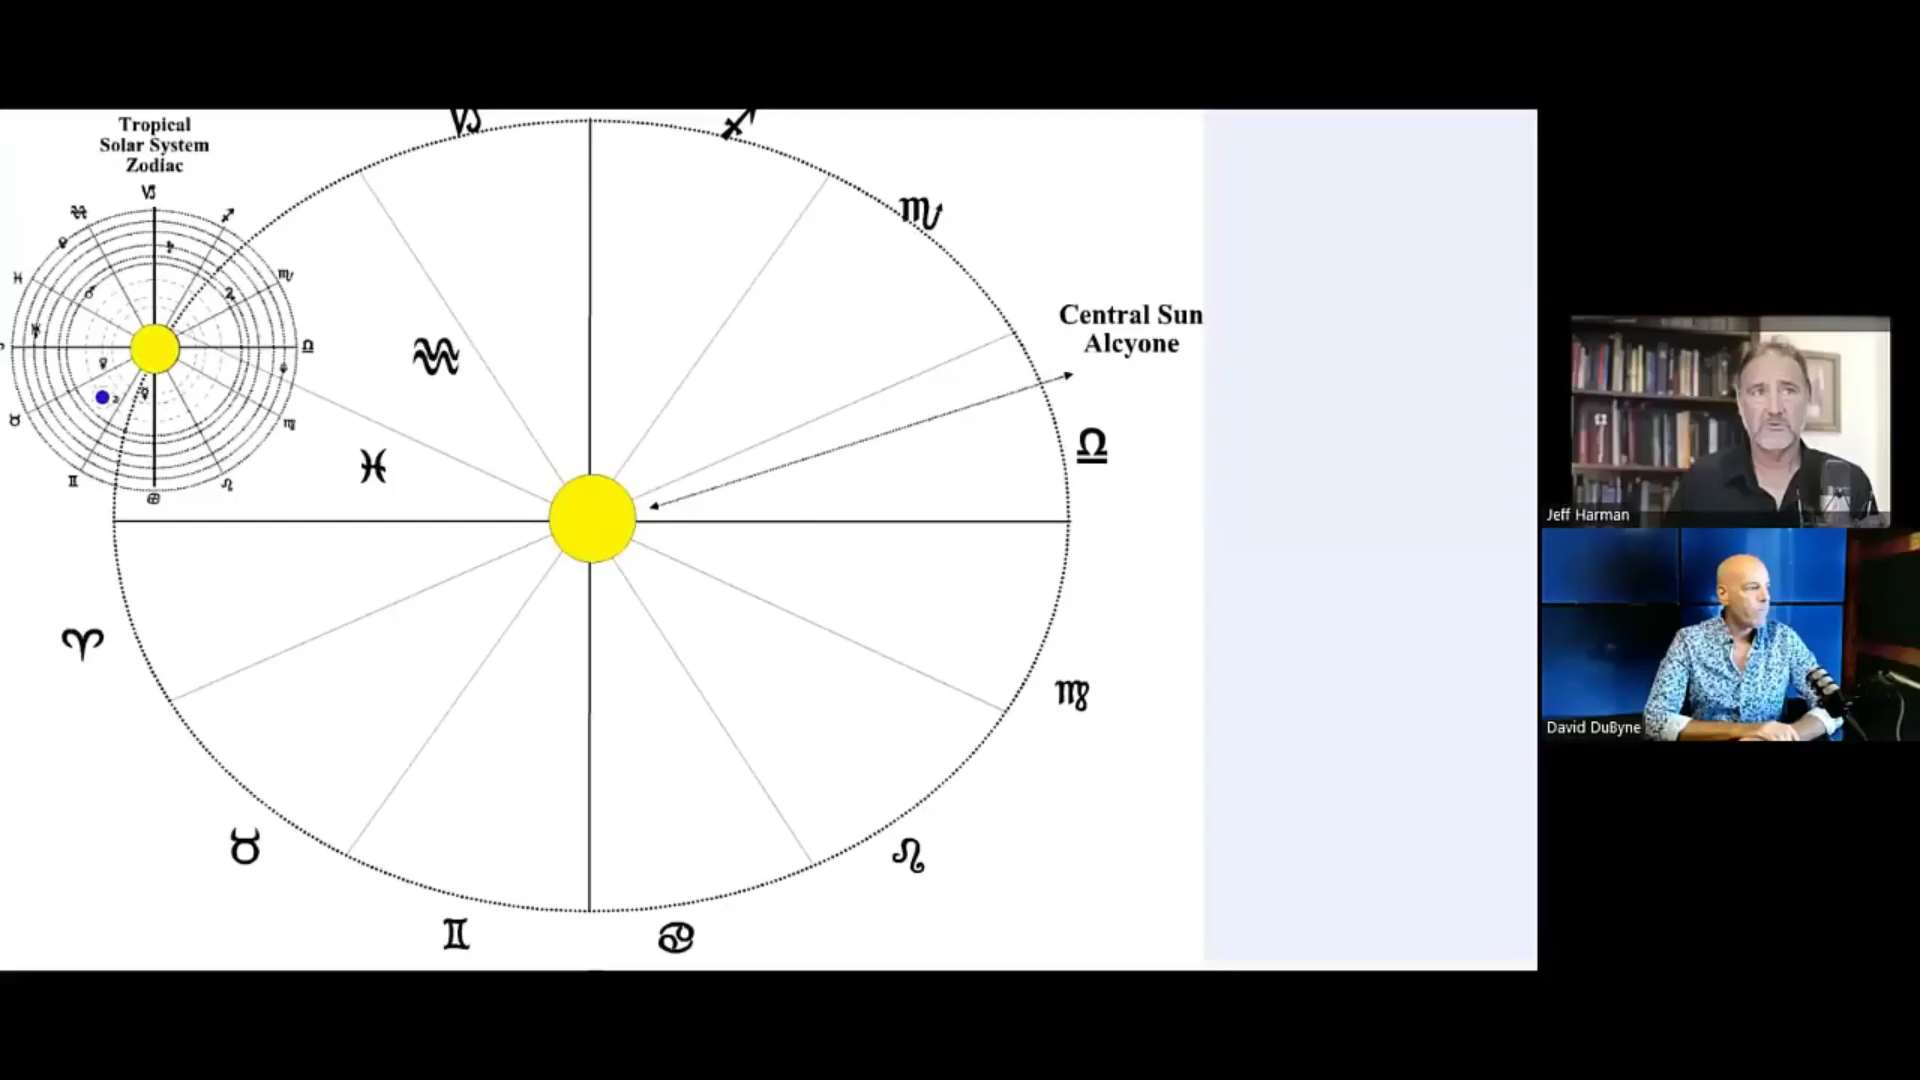 Tropical
Solar System
Zodiac
Central Sun
Alcyone
Jeff Harman
David DuByne